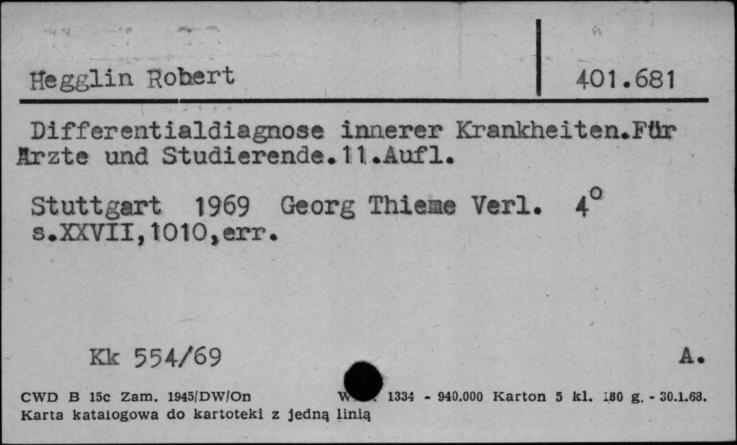 Hegglin Robert 401.681
Differentialdiagnose innerer Krankheiten.Für
Ärzte und Studierende.11.Aufl.
Stuttgart 1969 Georg Thieme Verl. 4°
s.XXVII,1010,err.
Kk 554/69 A.
CWD B 15c Zam. 1945/DW/On 1334 - 940.000 Karton 5 kl. 180 g. - 30.1.68.
Karta katalogowa do kartoteki z jedną linią